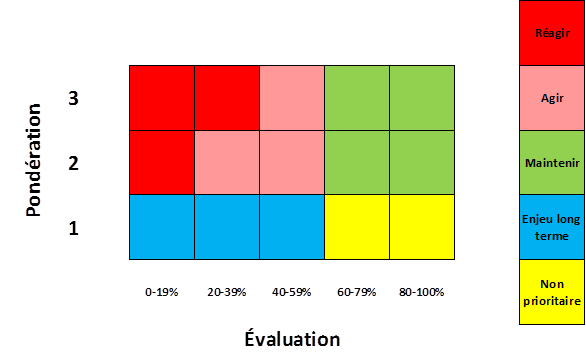 Réagir
Agir
Maintenir
Enjeu long
terme
Non
prioritaire
Pondération
3
2
1
0-19%
20-39%
40-59%
60-79%
80-100%
Évaluation